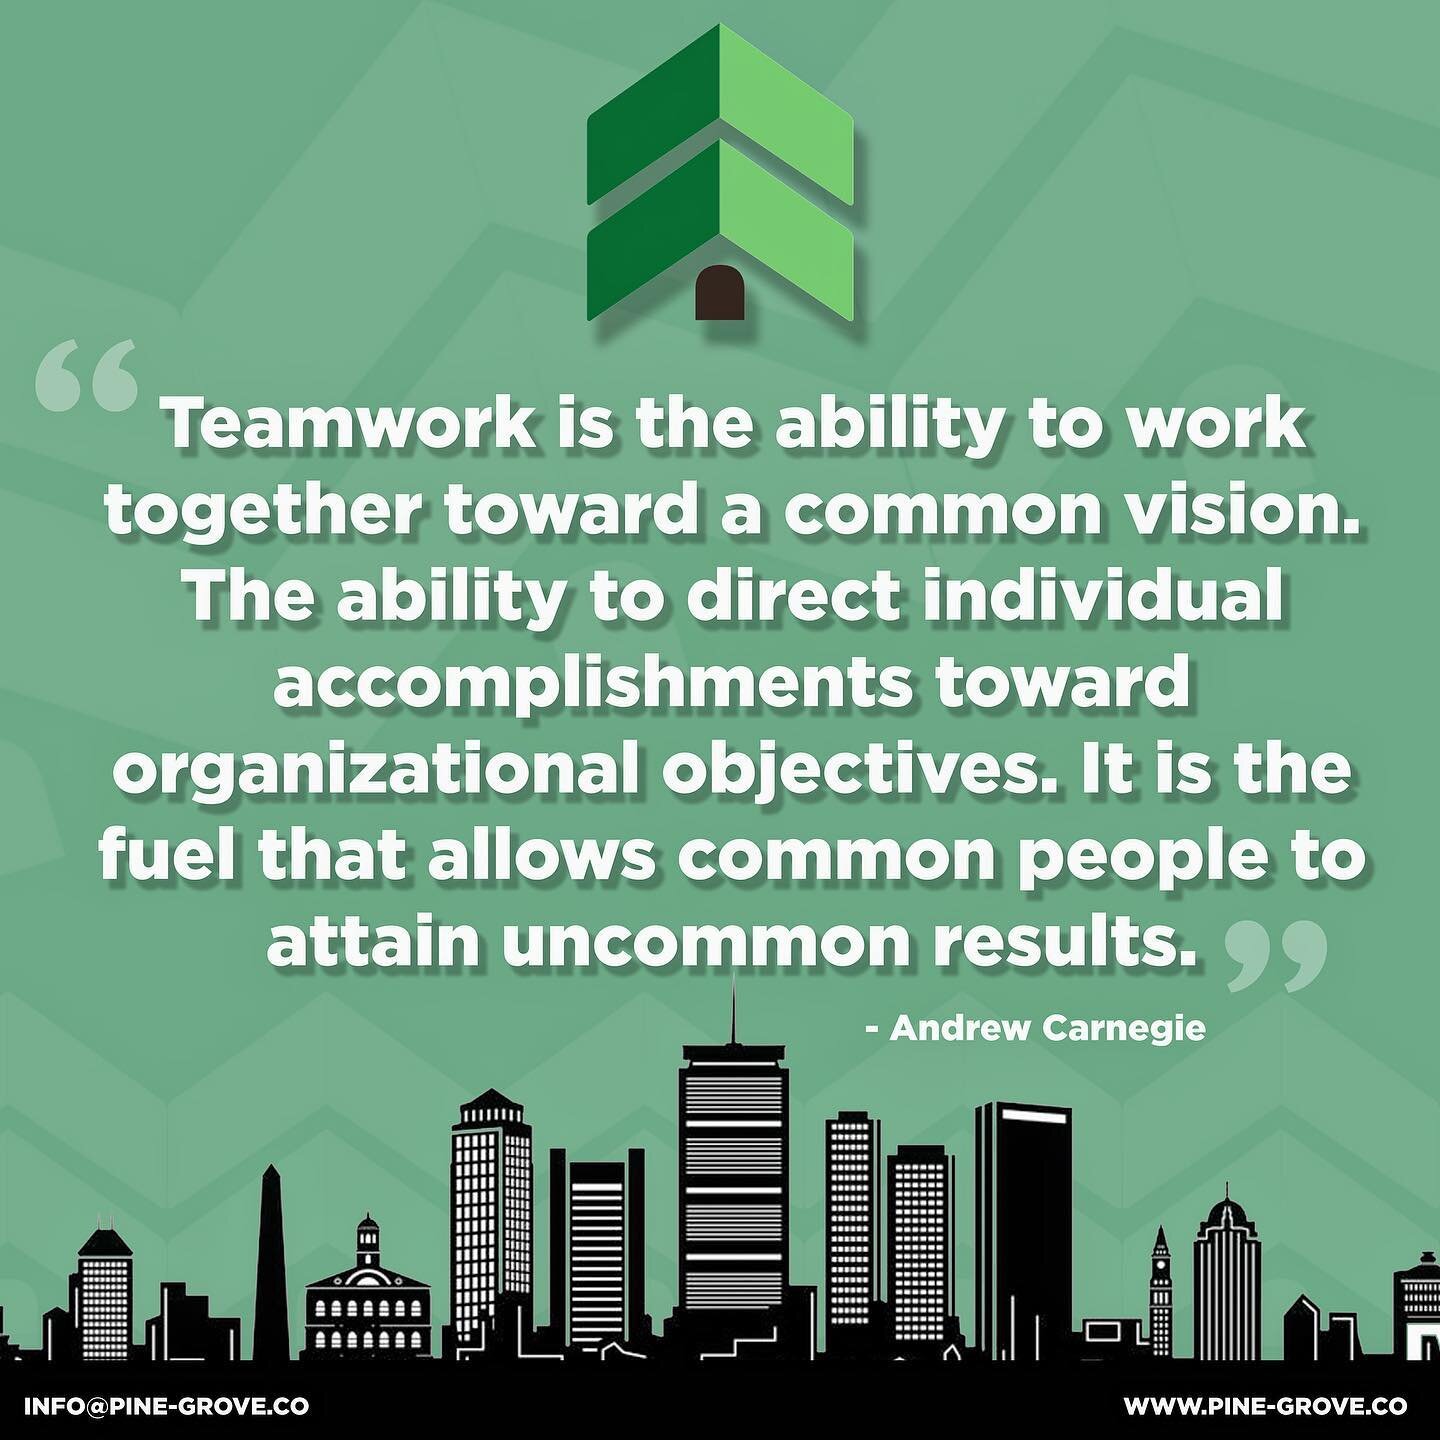 “Teamwork is the ability to work
together toward a common vision.
The ability to direct individual
accomplishments toward
organizational objectives. It is the
fuel that allows common people to
attain uncommon results.”
- Andrew Carnegie
INFO@PINE-GROVE.CO
WWW.PINE-GROVE.CO